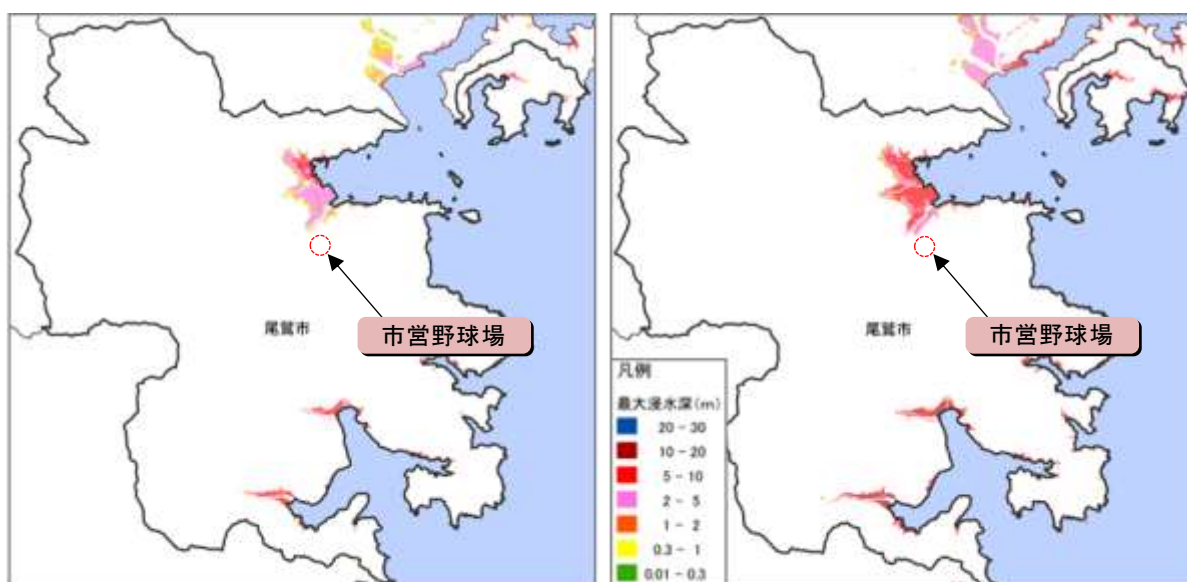 尾鷲市
市営野球場
尾鷲市
市営野球場
凡例
最大浸水深(m)
20 - 30
10 - 20
5 - 10
2 - 5
1 - 2
0.3 - 1
0.01 - 0.3